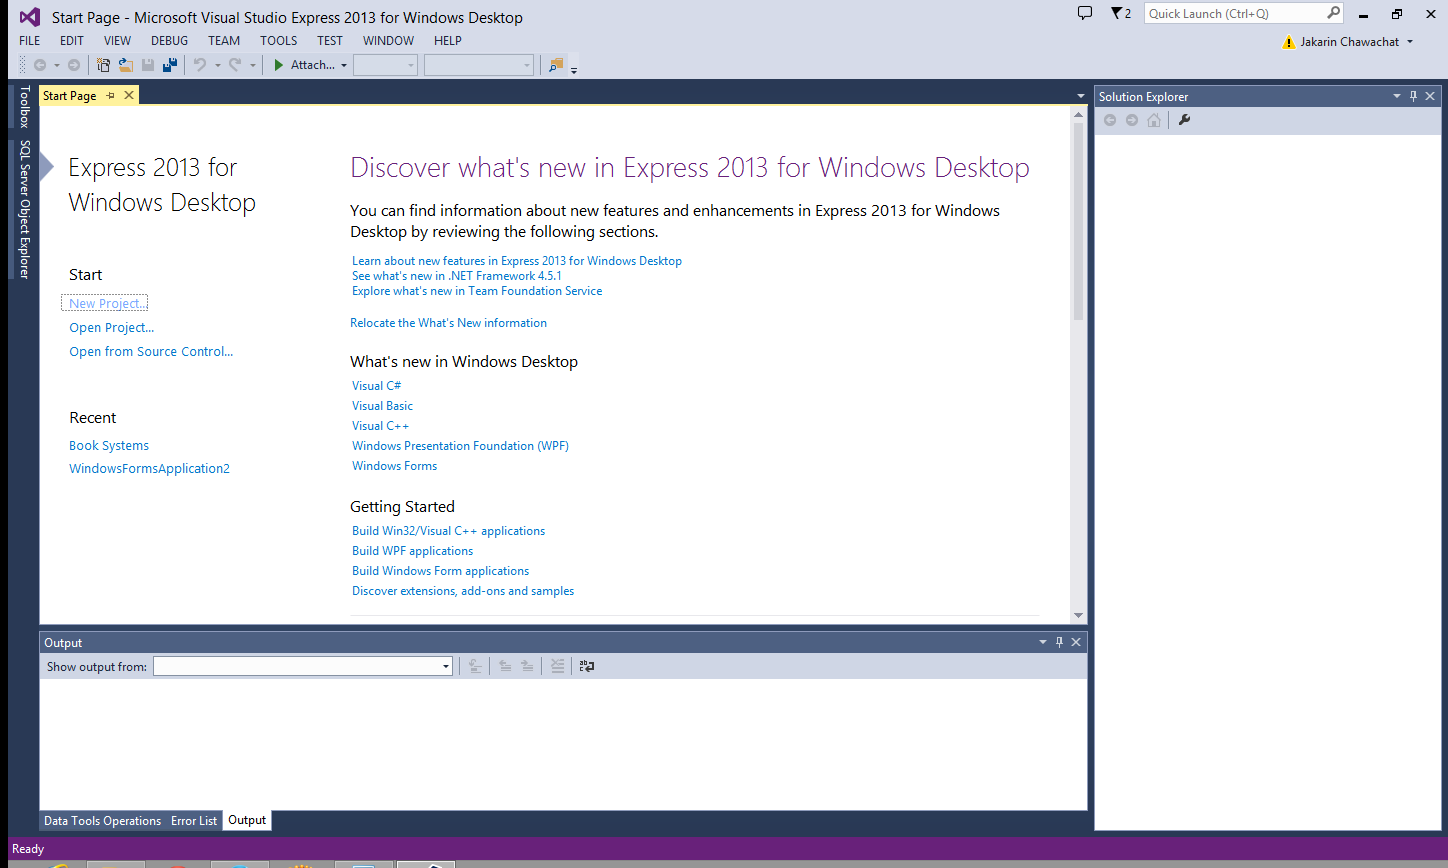 Start Page - Microsoft Visual Studio Express 2013 for Windows Desktop
2
Quick Launch (Ctrl+Q)
FILE EDIT VIEW DEBUG TEAM TOOLS TEST WINDOW HELP
Jakarin Chawachat
Attach...
Toolbox
SQL Server Object Explorer
Start Page
Express 2013 for
Windows Desktop
Start
New Project...
Open Project...
Open from Source Control...
Recent
Book Systems
WindowsFormsApplication2
Discover what's new in Express 2013 for Windows Desktop
You can find information about new features and enhancements in Express 2013 for Windows
Desktop by reviewing the following sections.
Learn about new features in Express 2013 for Windows Desktop
See what's new in .NET Framework 4.5.1
Explore what's new in Team Foundation Service
Relocate the What's New information
What's new in Windows Desktop
Visual C#
Visual Basic
Visual C++
Windows Presentation Foundation (WPF)
Windows Forms
Getting Started
Build Win32/Visual C++ applications
Build WPF applications
Build Windows Form applications
Discover extensions, add-ons and samples
Solution Explorer
Output
Show output from:
Data Tools Operations Error List Output
Ready